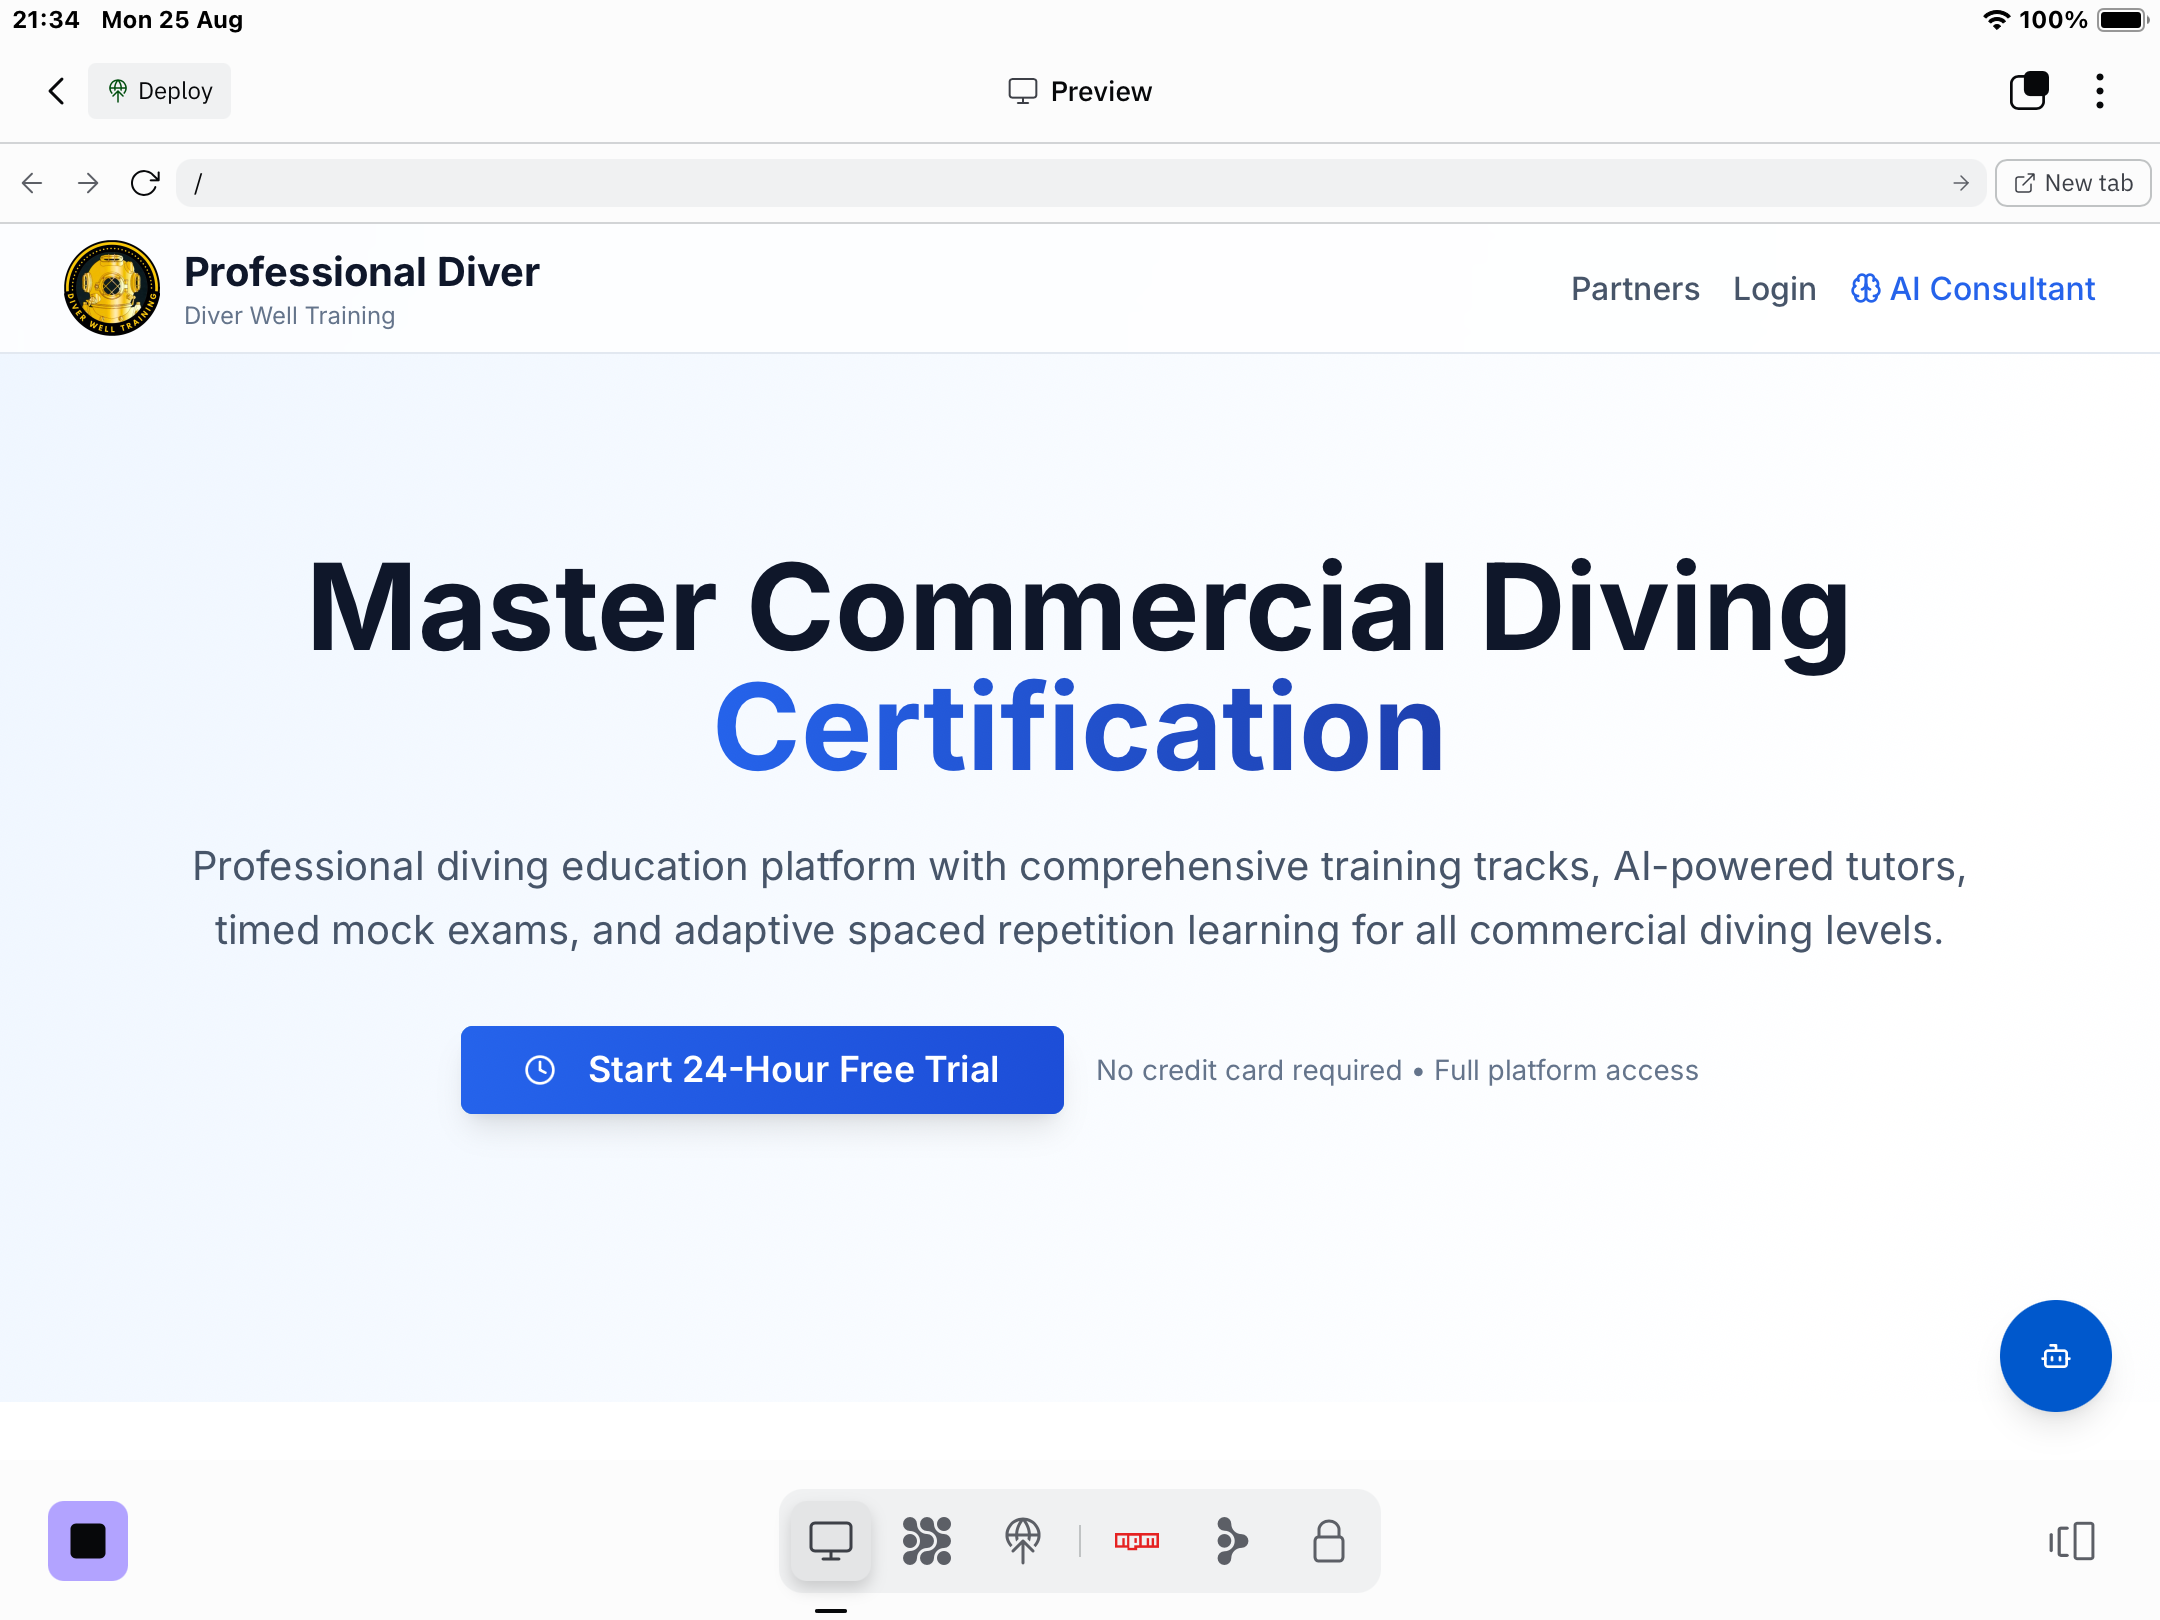 21:34 Mon 25 Aug
100%
Deploy
Preview
/
New tab
DIVER WELL TRAINING
Professional Diver
Diver Well Training
Partners Login AI Consultant
Master Commercial Diving
Certification
Professional diving education platform with comprehensive training tracks, AI-powered tutors,
timed mock exams, and adaptive spaced repetition learning for all commercial diving levels.
Start 24-Hour Free Trial
No credit card required • Full platform access
npm